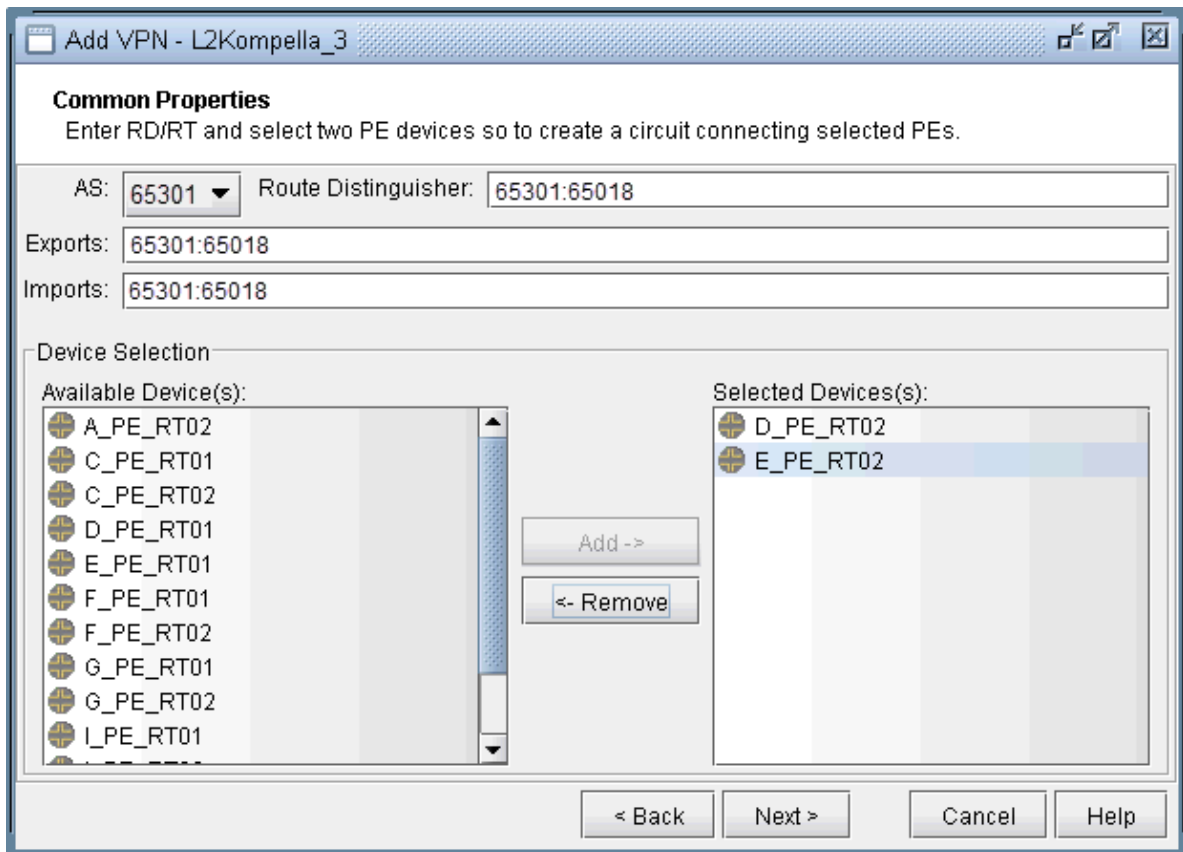 Add VPN - L2Kompella_3
Common Properties
Enter RD/RT and select two PE devices so to create a circuit connecting selected PEs.
AS: 65301 Route Distinguisher: 65301:65018
Exports: 65301:65018
Imports: 65301:65018
Device Selection
Available Device(s):
A_PE_RT02
C_PE_RT01
C_PE_RT02
D_PE_RT01
E_PE_RT01
F_PE_RT01
F_PE_RT02
G_PE_RT01
G_PE_RT02
I_PE_RT01
Add ->
<- Remove
Selected Devices(s):
D_PE_RT02
E_PE_RT02
< Back Next > Cancel Help